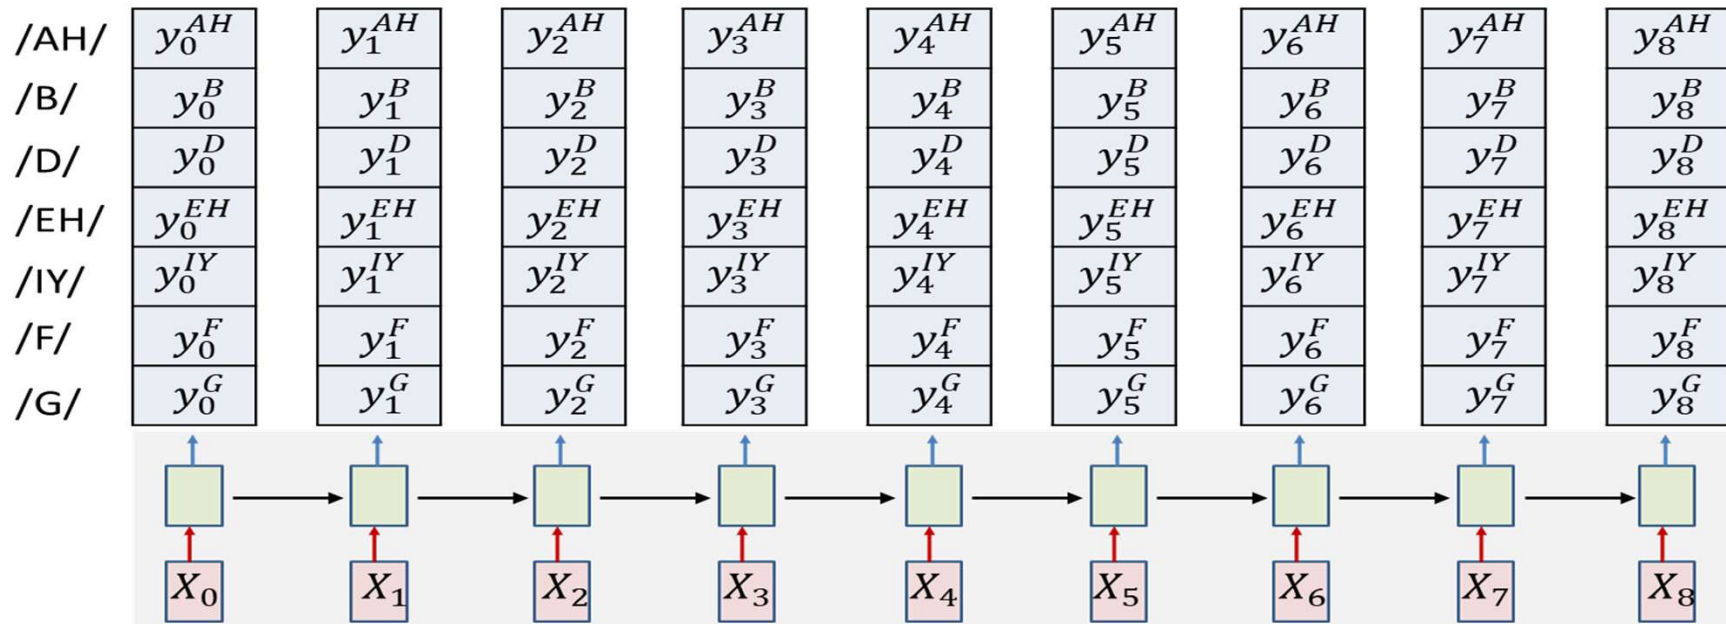 /AH/ y_0^{AH} y_1^{AH} y_2^{AH} y_3^{AH} y_4^{AH} y_5^{AH} y_6^{AH} y_7^{AH} y_8^{AH}
/B/ y_0^B y_1^B y_2^B y_3^B y_4^B y_5^B y_6^B y_7^B y_8^B
/D/ y_0^D y_1^D y_2^D y_3^D y_4^D y_5^D y_6^D y_7^D y_8^D
/EH/ y_0^{EH} y_1^{EH} y_2^{EH} y_3^{EH} y_4^{EH} y_5^{EH} y_6^{EH} y_7^{EH} y_8^{EH}
/IY/ y_0^{IY} y_1^{IY} y_2^{IY} y_3^{IY} y_4^{IY} y_5^{IY} y_6^{IY} y_7^{IY} y_8^{IY}
/F/ y_0^F y_1^F y_2^F y_3^F y_4^F y_5^F y_6^F y_7^F y_8^F
/G/ y_0^G y_1^G y_2^G y_3^G y_4^G y_5^G y_6^G y_7^G y_8^G
X_0 X_1 X_2 X_3 X_4 X_5 X_6 X_7 X_8